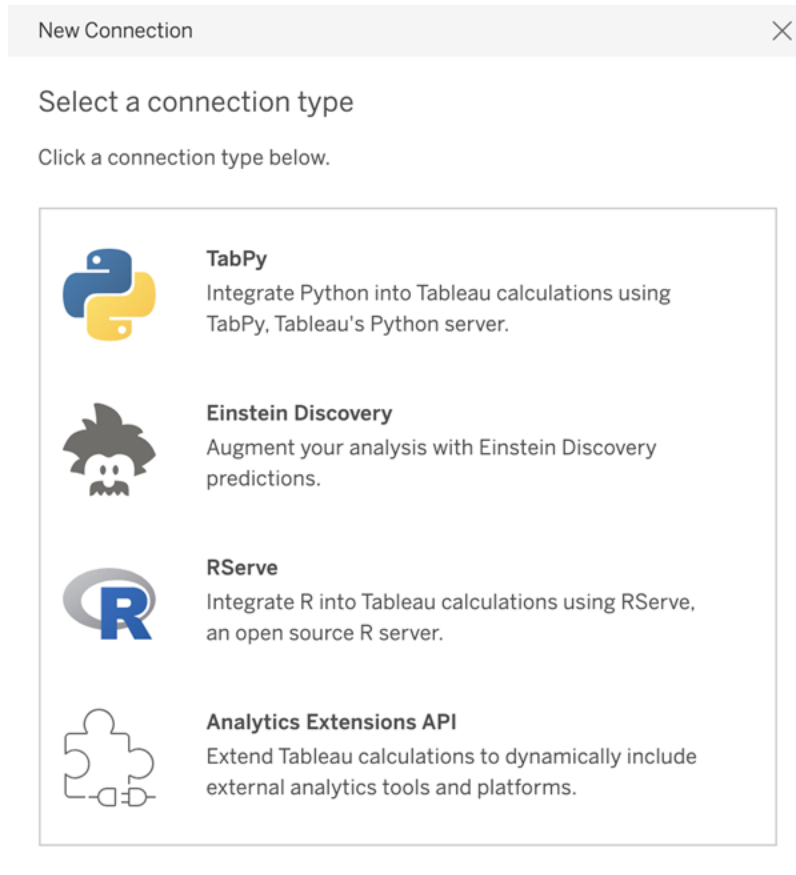 New Connection
Select a connection type
Click a connection type below.
TabPy
Integrate Python into Tableau calculations using
TabPy, Tableau's Python server.
Einstein Discovery
Augment your analysis with Einstein Discovery
predictions.
R
RServe
Integrate R into Tableau calculations using RServe,
an open source R server.
Analytics Extensions API
Extend Tableau calculations to dynamically include
external analytics tools and platforms.